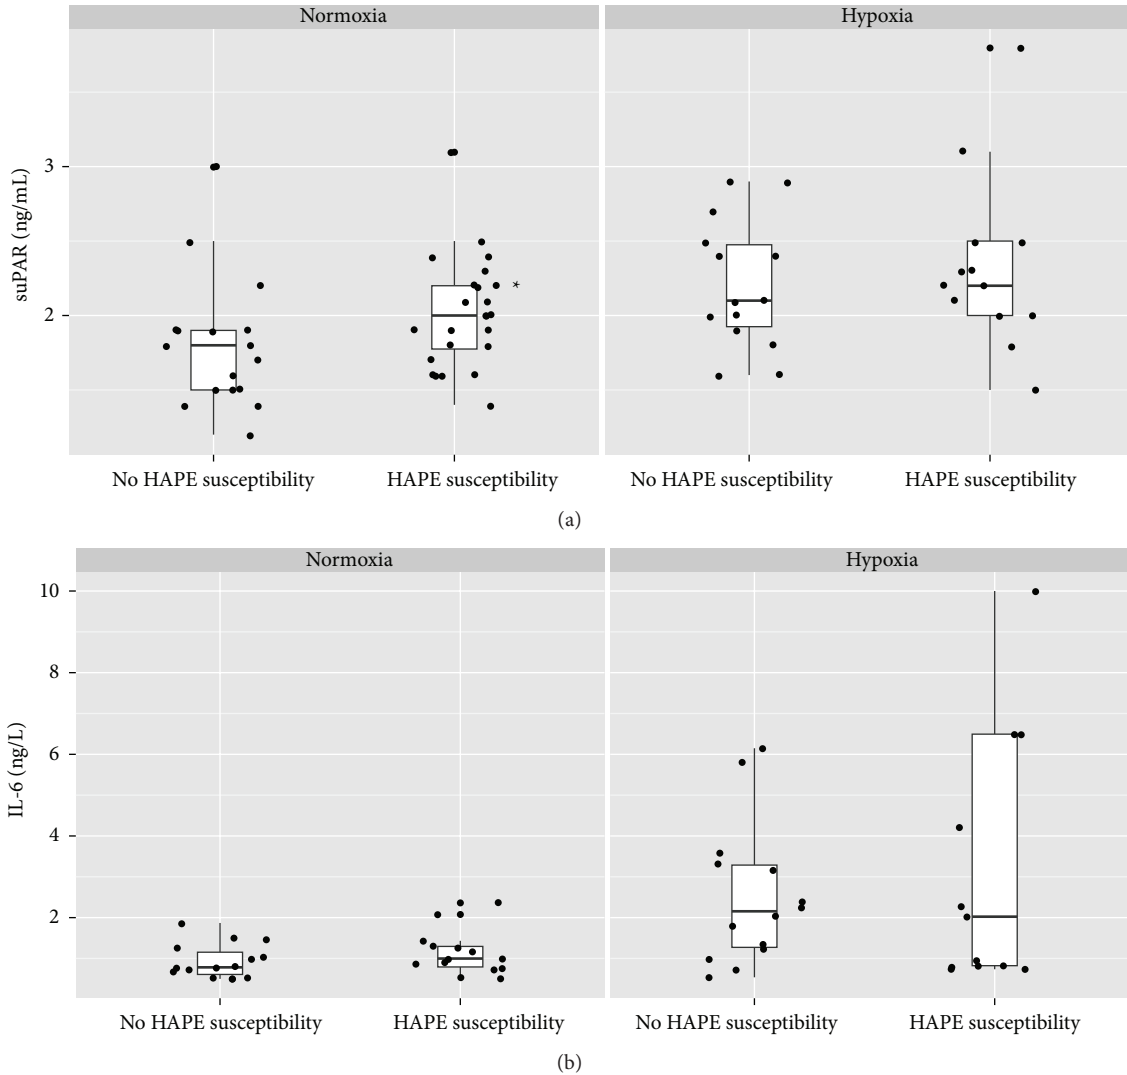 Normoxia Hypoxia
suPAR (ng/mL)
3
2
*
No HAPE susceptibility HAPE susceptibility No HAPE susceptibility HAPE susceptibility
(a)
Normoxia Hypoxia
IL-6 (ng/L)
10
8
6
4
2
No HAPE susceptibility HAPE susceptibility No HAPE susceptibility HAPE susceptibility
(b)